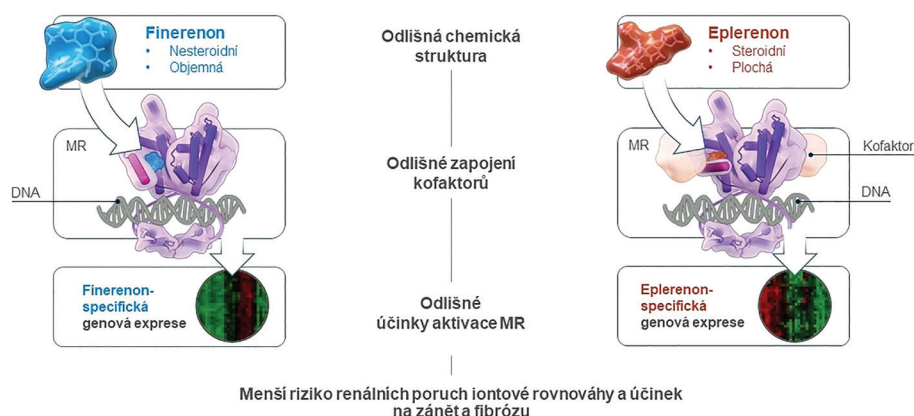 Finerenon
• Nesteroidní
• Objemná
Odlišná chemická
struktura
Eplerenon
• Steroidní
• Plochá
MR
DNA
Odlišné zapojení
kofaktorů
MR
Kofaktor
DNA
Finerenon-
specifická
genová exprese
Odlišné
účinky aktivace MR
Eplerenon-
specifická
genová exprese
Menší riziko renálních poruch iontové rovnováhy a účinek
na zánět a fibrózu